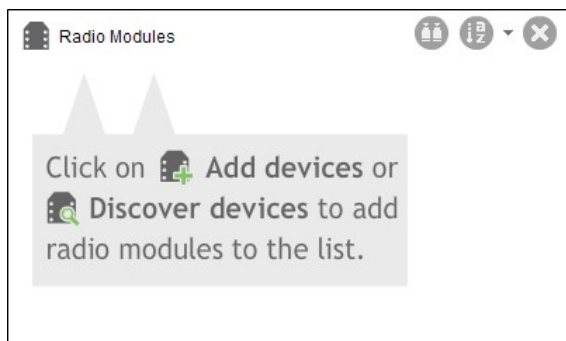 Radio Modules
Click on Add devices or
Discover devices to add
radio modules to the list.